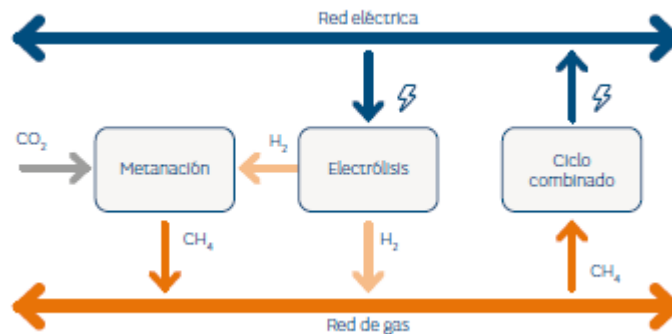 Red eléctrica
CO₂
Metanación
H₂
Electrólisis
Ciclo
combinado
CH₄
H₂
CH₄
Red de gas